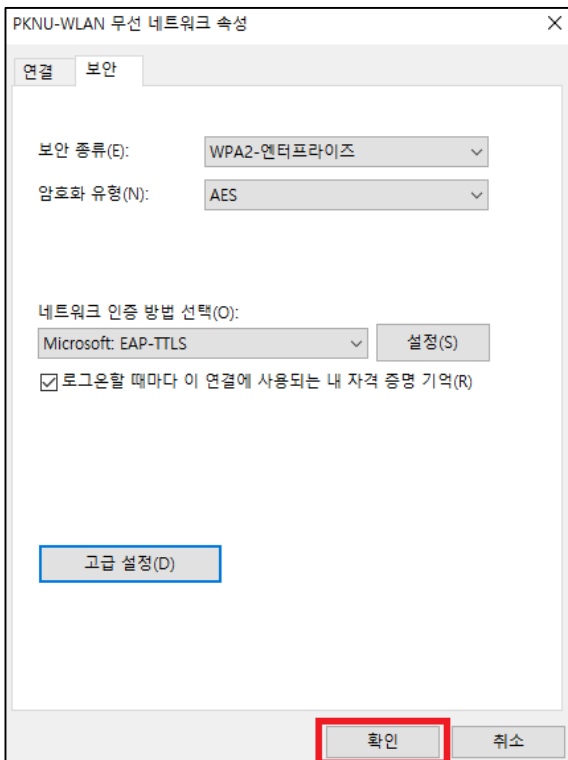 PKNU-WLAN 무선 네트워크 속성
연결 보안
보안 종류(E): WPA2-엔터프라이즈
암호화 유형(N): AES
네트워크 인증 방법 선택(O):
Microsoft: EAP-TTLS 설정(S)
로그온할 때마다 이 연결에 사용되는 내 자격 증명 기억(R)
고급 설정(D)
확인 취소